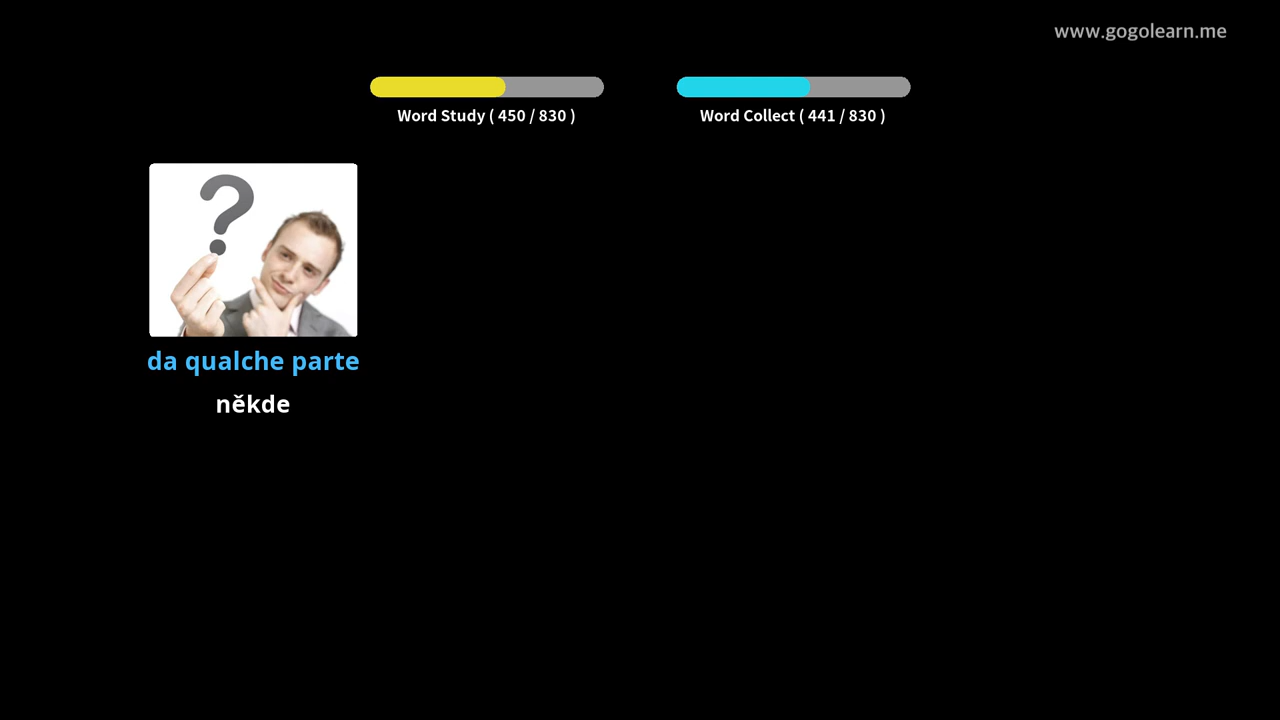 www.gogolearn.me
Word Study ( 450 / 830 )
Word Collect ( 441 / 830 )
?
da qualche parte
někde